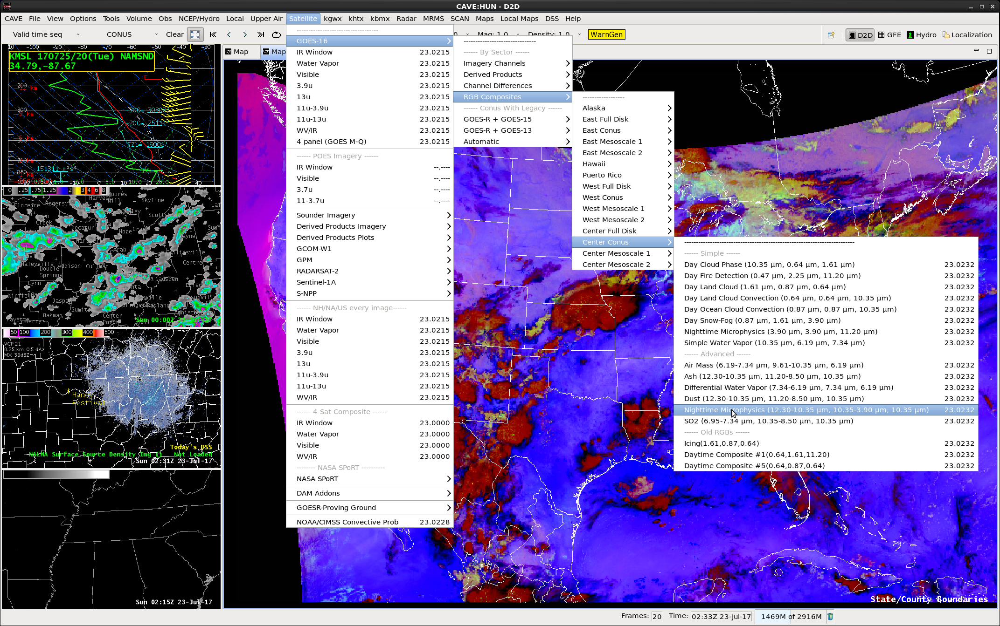 CAVE:HUN - D2D
CAVE File View Options Tools Volume Obs NCEP/Hydro Local Upper Air Satellite kgwx khtx kbmx Radar MRMS SCAN Maps Local Maps DSS Help
Valid time seq CONUS Clear Mag: 1.0 Density: 1.0 WarnGen D2D GFE Hydro Localization
Map Map
-100 -90 -80 -70 -60 -50 -40 -30
KMSL 170725/20(Tue) NAMSND
34.79,-87.67
EL
200
12 km
300
9 km
-30C= 30300
-20C= 25111
500
FZL= 16001
700
850
0 .25 .75 1.25 2 3 4 6 8
Florence Rogersv Harvest Skyline
Creek Decatur Hope Grant Scott
Arab
Haleyville Addison Cullman Centre
Double
Springs
Lynn Gadsden
Jasper
Oakman Center
Sun 00:00Z
50 100 200 300 400 500
VCP 21
0.25 km, 0.5 dAz
MX: 39dBZ
Handy
Festival
Today's DSS
NALMA Surface Source Density Img () Not Loaded
Sun 02:31Z 23-Jul-17
Sun 02:15Z 23-Jul-17
GOES-16
IR Window 23.0215
Water Vapor 23.0215
Visible 23.0215
3.9u 23.0215
13u 23.0215
11u-3.9u 23.0215
11u-13u 23.0215
WV/IR 23.0215
4 panel (GOES M-Q) 23.0215
------ POES Imagery ------
IR Window --.----
Visible --.----
3.7u --.----
11-3.7u --.----
Sounder Imagery
Derived Products Imagery
Derived Products Plots
GCOM-W1
GPM
RADARSAT-2
Sentinel-1A
S-NPP
------ NH/NA/US every image------
IR Window 23.0215
Water Vapor 23.0215
Visible 23.0215
3.9u 23.0215
13u 23.0215
11u-3.9u 23.0215
11u-13u 23.0215
WV/IR 23.0215
------ 4 Sat Composite ------
IR Window 23.0000
Water Vapor 23.0000
Visible 23.0000
WV/IR 23.0000
-------- NASA SPoRT ----------
NASA SPoRT
DAM Addons
GOESR-Proving Ground
NOAA/CIMSS Convective Prob 23.0228
------ By Sector ------
Imagery Channels
Derived Products
Channel Differences
RGB Composites
------ Conus With Legacy ------
GOES-R + GOES-15
GOES-R + GOES-13
Automatic
Alaska
East Full Disk
East Conus
East Mesoscale 1
East Mesoscale 2
Hawaii
Puerto Rico
West Full Disk
West Conus
West Mesoscale 1
West Mesoscale 2
Center Full Disk
Center Conus
Center Mesoscale 1
Center Mesoscale 2
------ Simple ------
Day Cloud Phase (10.35 µm, 0.64 µm, 1.61 µm) 23.0232
Day Fire Detection (0.47 µm, 2.25 µm, 11.20 µm) 23.0232
Day Land Cloud (1.61 µm, 0.87 µm, 0.64 µm) 23.0232
Day Land Cloud Convection (0.64 µm, 0.64 µm, 10.35 µm) 23.0232
Day Ocean Cloud Convection (0.87 µm, 0.87 µm, 10.35 µm) 23.0232
Day Snow-Fog (0.87 µm, 1.61 µm, 3.90 µm) 23.0232
Nighttime Microphysics (3.90 µm, 3.90 µm, 11.20 µm) 23.0232
Simple Water Vapor (10.35 µm, 6.19 µm, 7.34 µm) 23.0232
------ Advanced ------
Air Mass (6.19-7.34 µm, 9.61-10.35 µm, 6.19 µm) 23.0232
Ash (12.30-10.35 µm, 11.20-8.50 µm, 10.35 µm) 23.0232
Differential Water Vapor (7.34-6.19 µm, 7.34 µm, 6.19 µm) 23.0232
Dust (12.30-10.35 µm, 11.20-8.50 µm, 10.35 µm) 23.0232
Nighttime Microphysics (12.30-10.35 µm, 10.35-3.90 µm, 10.35 µm) 23.0232
SO2 (6.95-7.34 µm, 10.35-8.50 µm, 10.35 µm) 23.0232
------ Old RGBs ------
Icing(1.61,0.87,0.64) 23.0232
Daytime Composite #1(0.64,1.61,11.20) 23.0232
Daytime Composite #5(0.64,0.87,0.64) 23.0232
State/County Boundaries
Frames: 20 Time: 02:33Z 23-Jul-17 1469M of 2916M